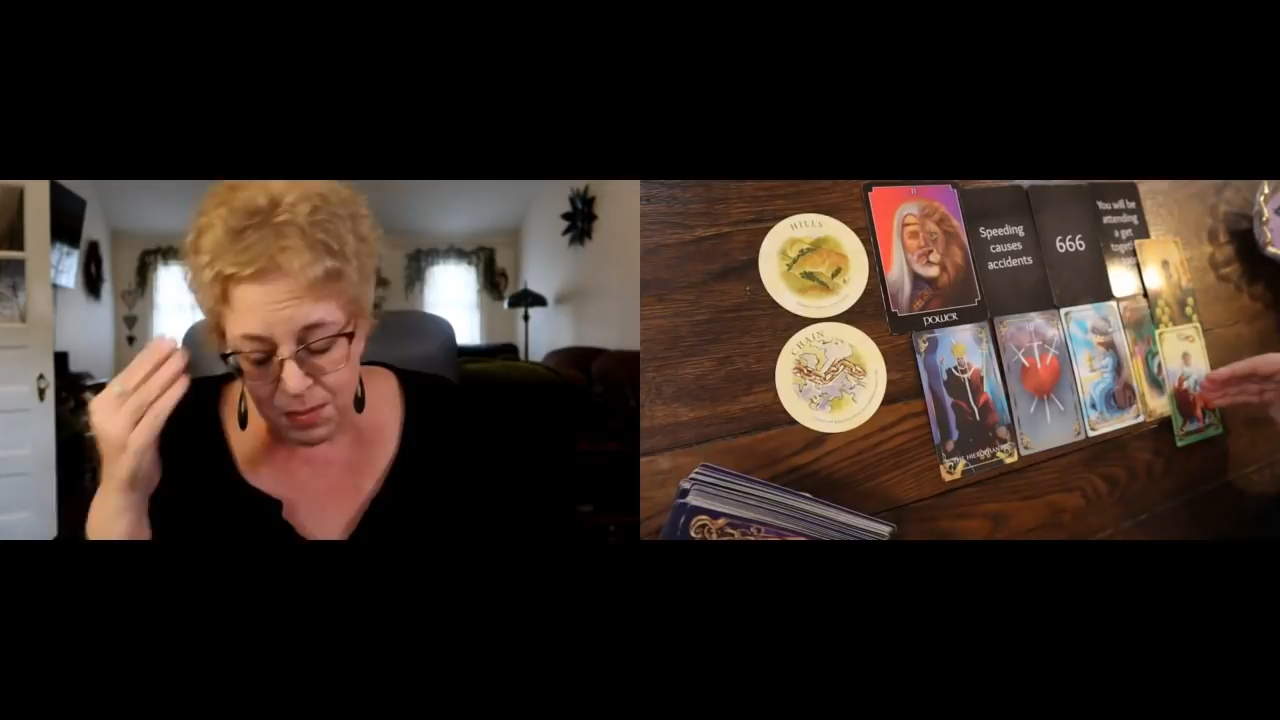 HILLS
CHAIN
POWER
Speeding
causes
accidents
666
You will be
attending
a get
THE HIEROPHANT